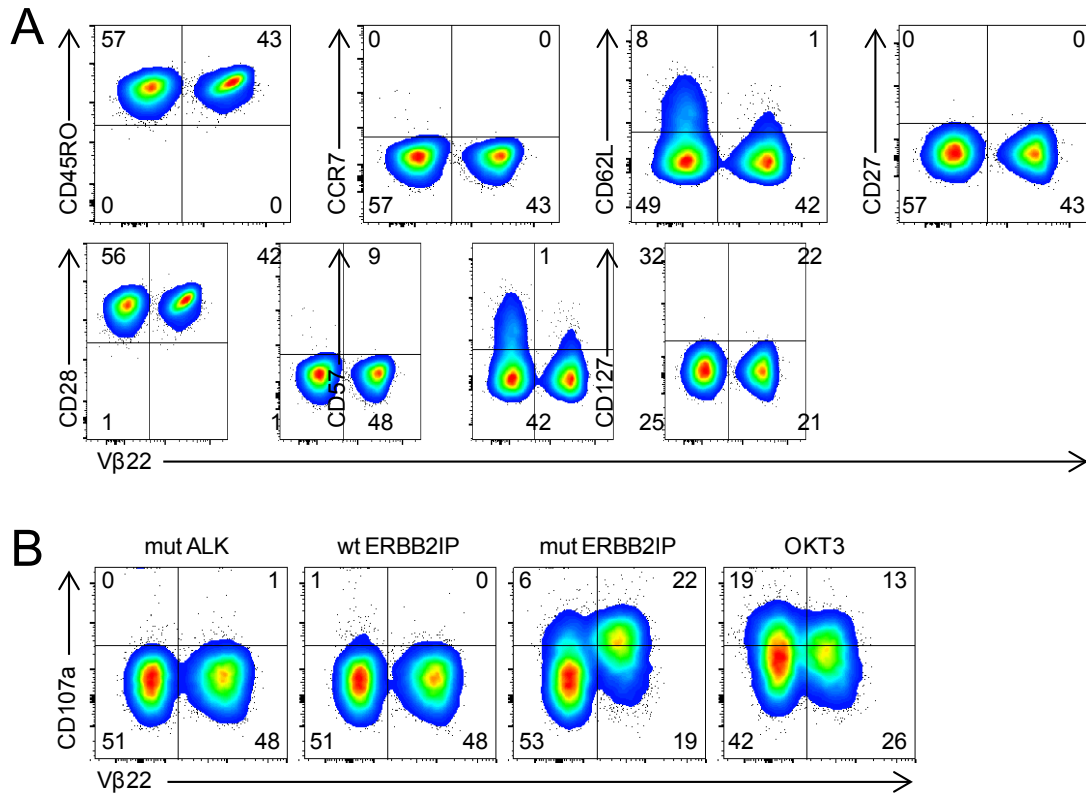 A
57 43
CD45RO
0 0
0 0
CCR7
57 43
8 1
CD62L
49 42
0 0
CD27
57 43
56 42
CD28
1 1
9
CD57
48
1
42
32 22
CD127
25 21
Vβ22
B
mut ALK wt ERBB2IP mut ERBB2IP OKT3
0 1
CD107a
51 48
1 0
51 48
6 22
53 19
19 13
42 26
Vβ22